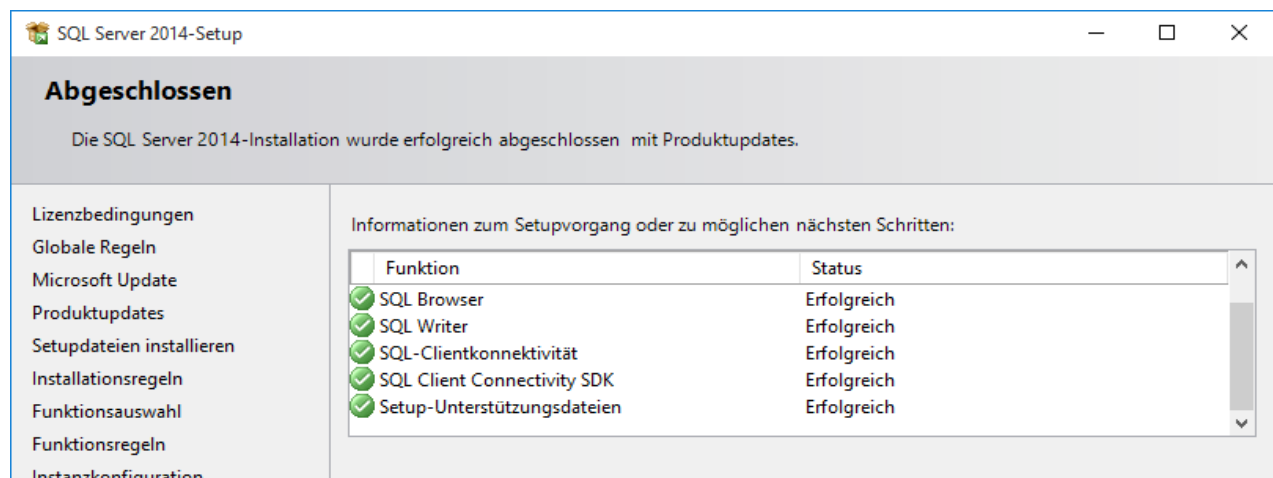 SQL Server 2014-Setup
Abgeschlossen
Die SQL Server 2014-Installation wurde erfolgreich abgeschlossen mit Produktupdates.
Lizenzbedingungen
Globale Regeln
Microsoft Update
Produktupdates
Setupdateien installieren
Installationsregeln
Funktionsauswahl
Funktionsregeln
Instanzkonfiguration
Informationen zum Setupvorgang oder zu möglichen nächsten Schritten:
Funktion Status
SQL Browser Erfolgreich
SQL Writer Erfolgreich
SQL-Clientkonnektivität Erfolgreich
SQL Client Connectivity SDK Erfolgreich
Setup-Unterstützungsdateien Erfolgreich